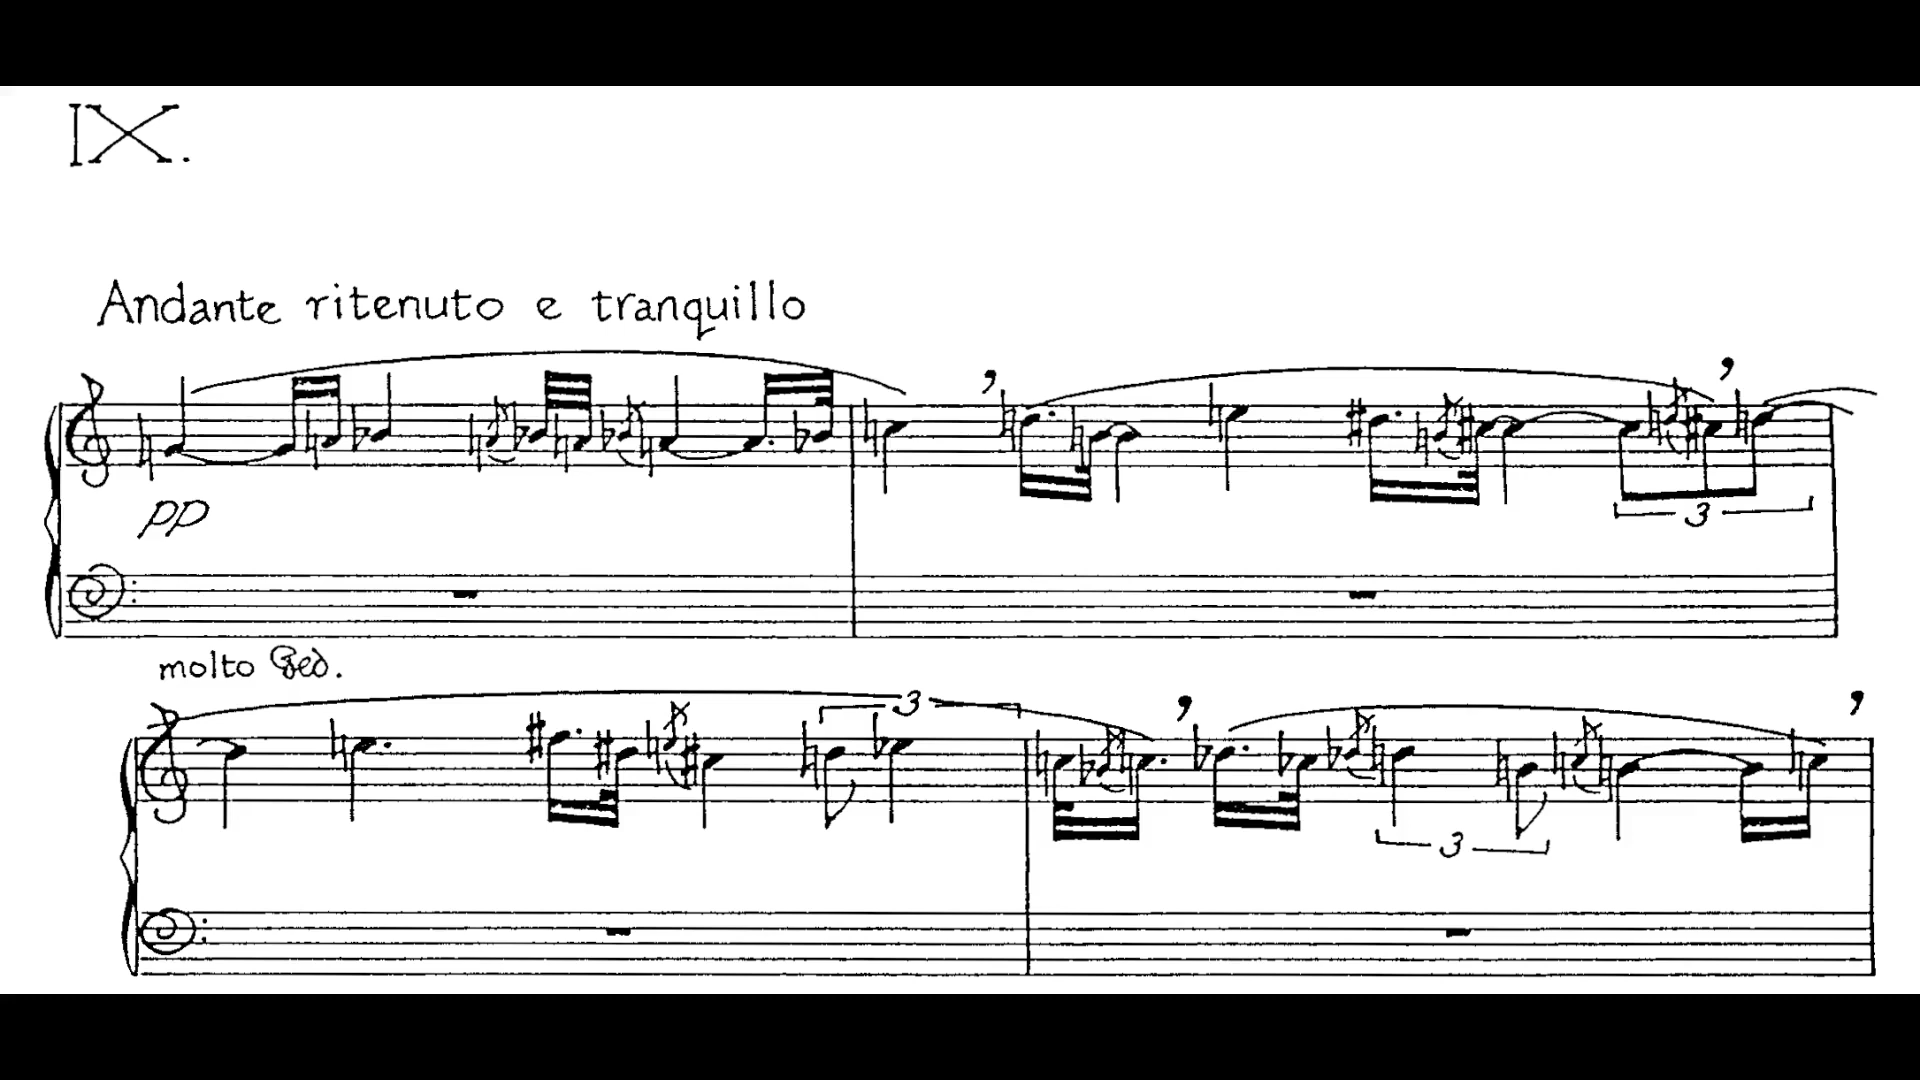 IX.
Andante ritenuto e tranquillo
pp
3
molto Ped.
3
3